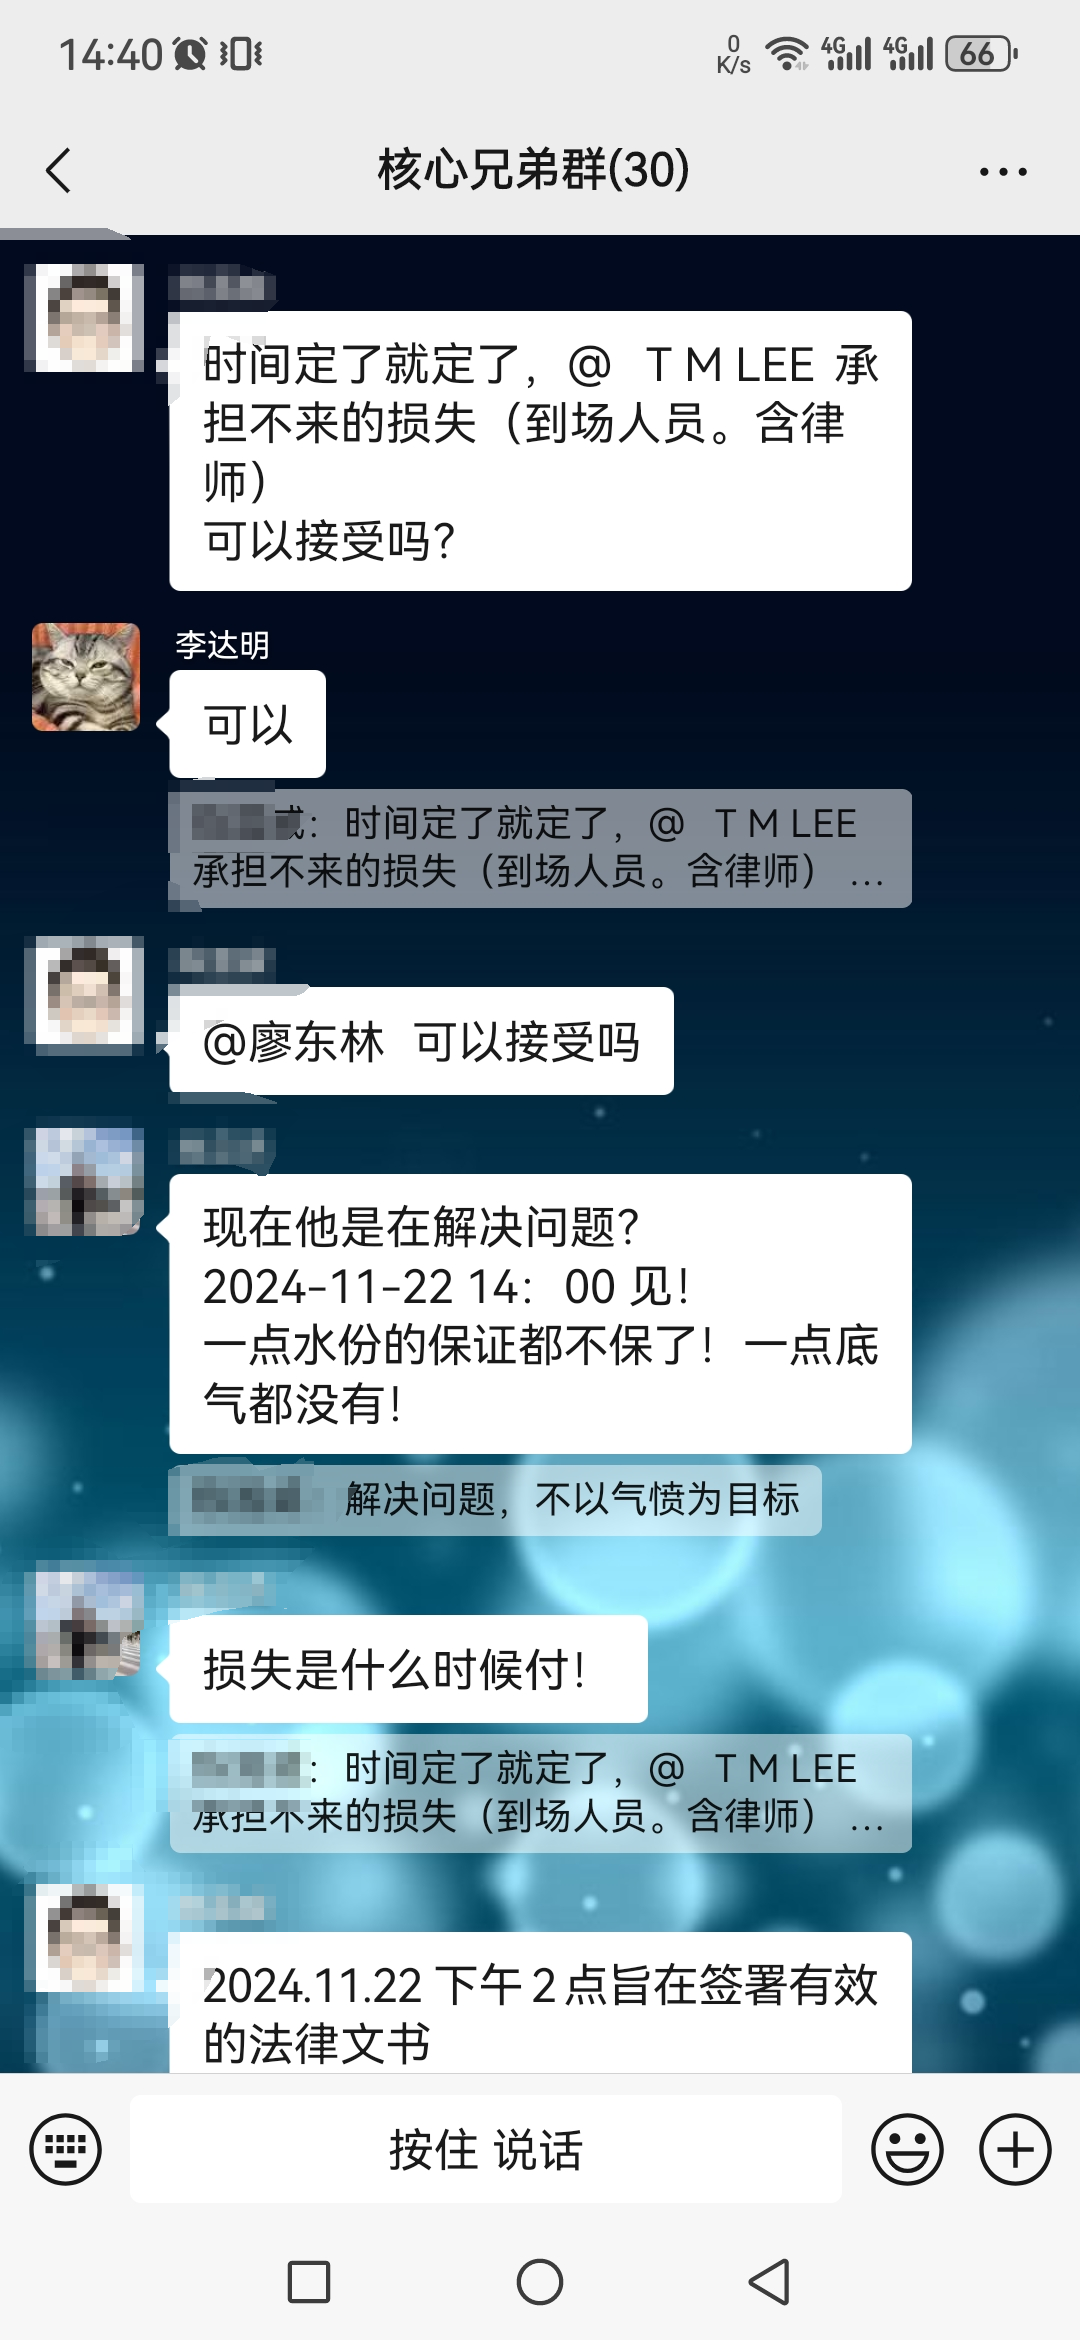 14:40
0
K/s
4G
4G
66
核心兄弟群(30)
时间定了就定了，@ T M LEE 承
担不来的损失（到场人员。含律
师）
可以接受吗？
李达明
可以
：时间定了就定了，@ T M LEE
承担不来的损失（到场人员。含律师） ...
@廖东林 可以接受吗
现在他是在解决问题？
2024-11-22 14：00 见！
一点水份的保证都不保了！一点底
气都没有！
解决问题，不以气愤为目标
损失是什么时候付！
：时间定了就定了，@ T M LEE
承担不来的损失（到场人员。含律师） ...
2024.11.22 下午 2 点旨在签署有效
的法律文书
按住 说话